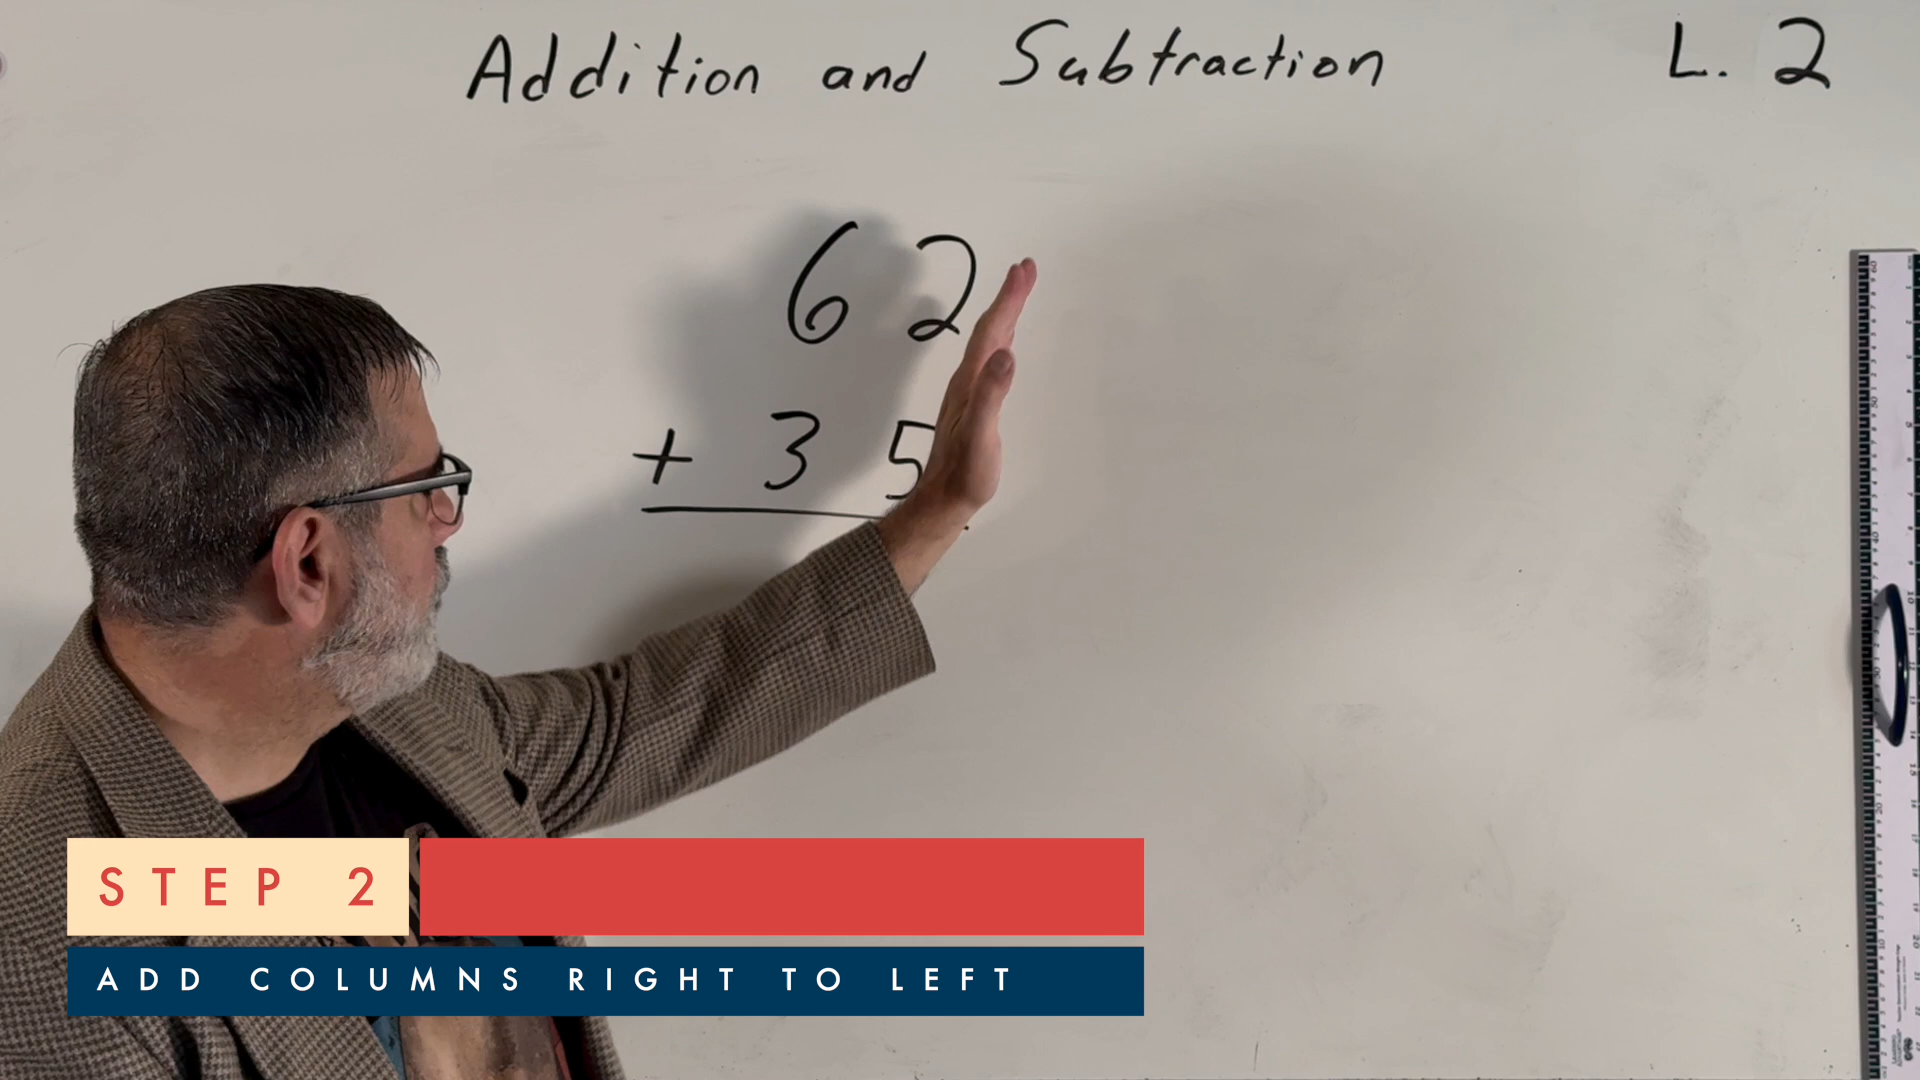 Addition and Subtraction L. 2
62
+ 35
STEP 2
ADD COLUMNS RIGHT TO LEFT